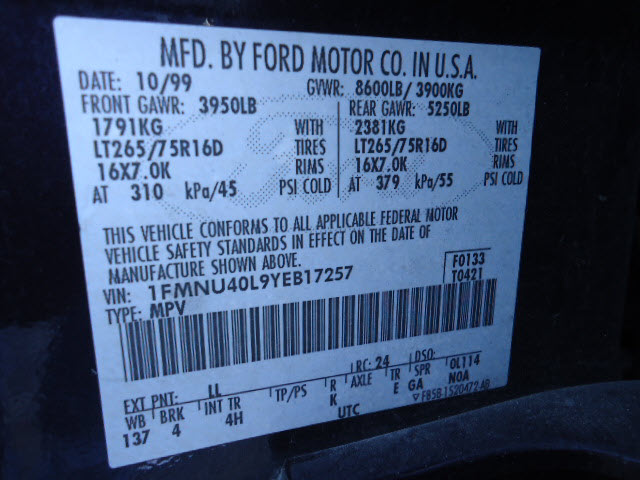 MFD. BY FORD MOTOR CO. IN U.S.A.
DATE: 10/99 GVWR: 8600LB/ 3900KG
FRONT GAWR: 3950LB REAR GAWR: 5250LB
1791KG WITH 2381KG WITH
LT265/75R16D TIRES LT265/75R16D TIRES
16X7.0K RIMS 16X7.0K RIMS
AT 310 kPa/45 PSI COLD AT 379 kPa/55 PSI COLD
THIS VEHICLE CONFORMS TO ALL APPLICABLE FEDERAL MOTOR
VEHICLE SAFETY STANDARDS IN EFFECT ON THE DATE OF
MANUFACTURE SHOWN ABOVE.
VIN: 1FMNU40L9YEB17257 F0133
TYPE: MPV T0421
EXT PNT: LL RC: 24 DSO:
WB BRK INT TR TP/PS R AXLE TR SPR OL114
137 4 4H K E GA NOA
UTC ▽ F85B-1520472-AB